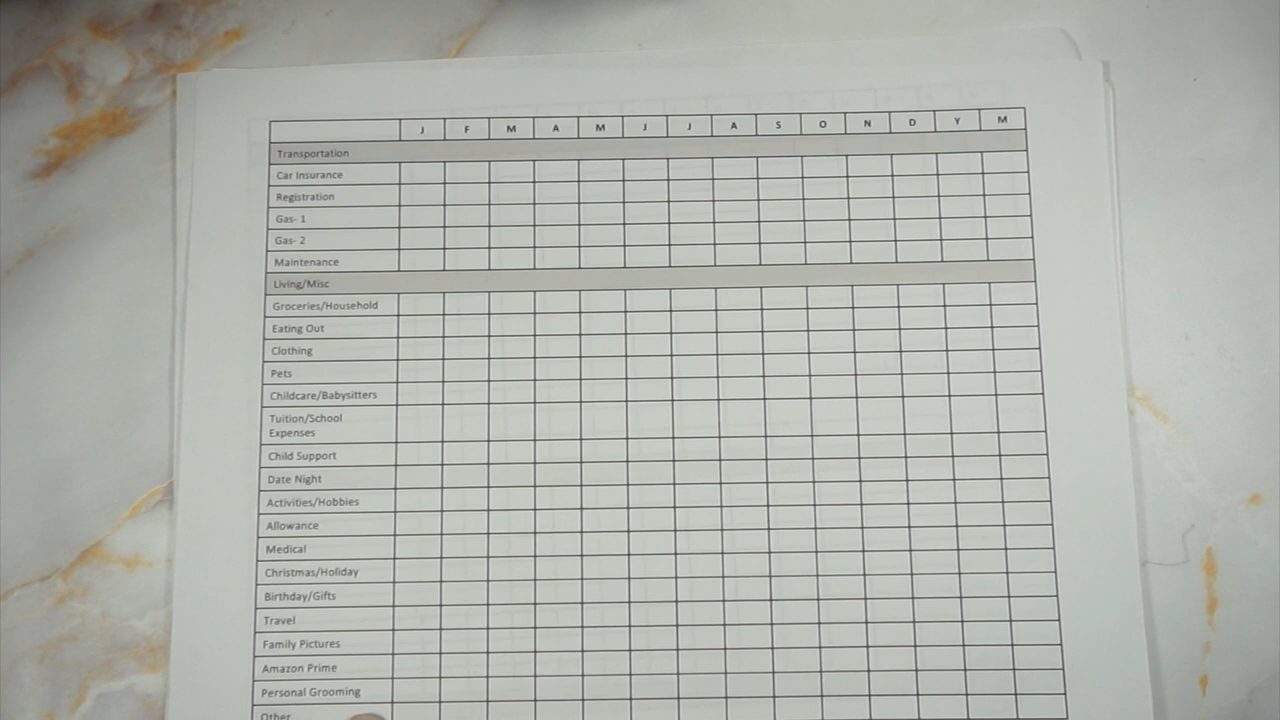 J F M A M J J A S O N D Y M
Transportation
Car Insurance
Registration
Gas- 1
Gas- 2
Maintenance
Living/Misc
Groceries/Household
Eating Out
Clothing
Pets
Childcare/Babysitters
Tuition/School
Expenses
Child Support
Date Night
Activities/Hobbies
Allowance
Medical
Christmas/Holiday
Birthday/Gifts
Travel
Family Pictures
Amazon Prime
Personal Grooming
Other